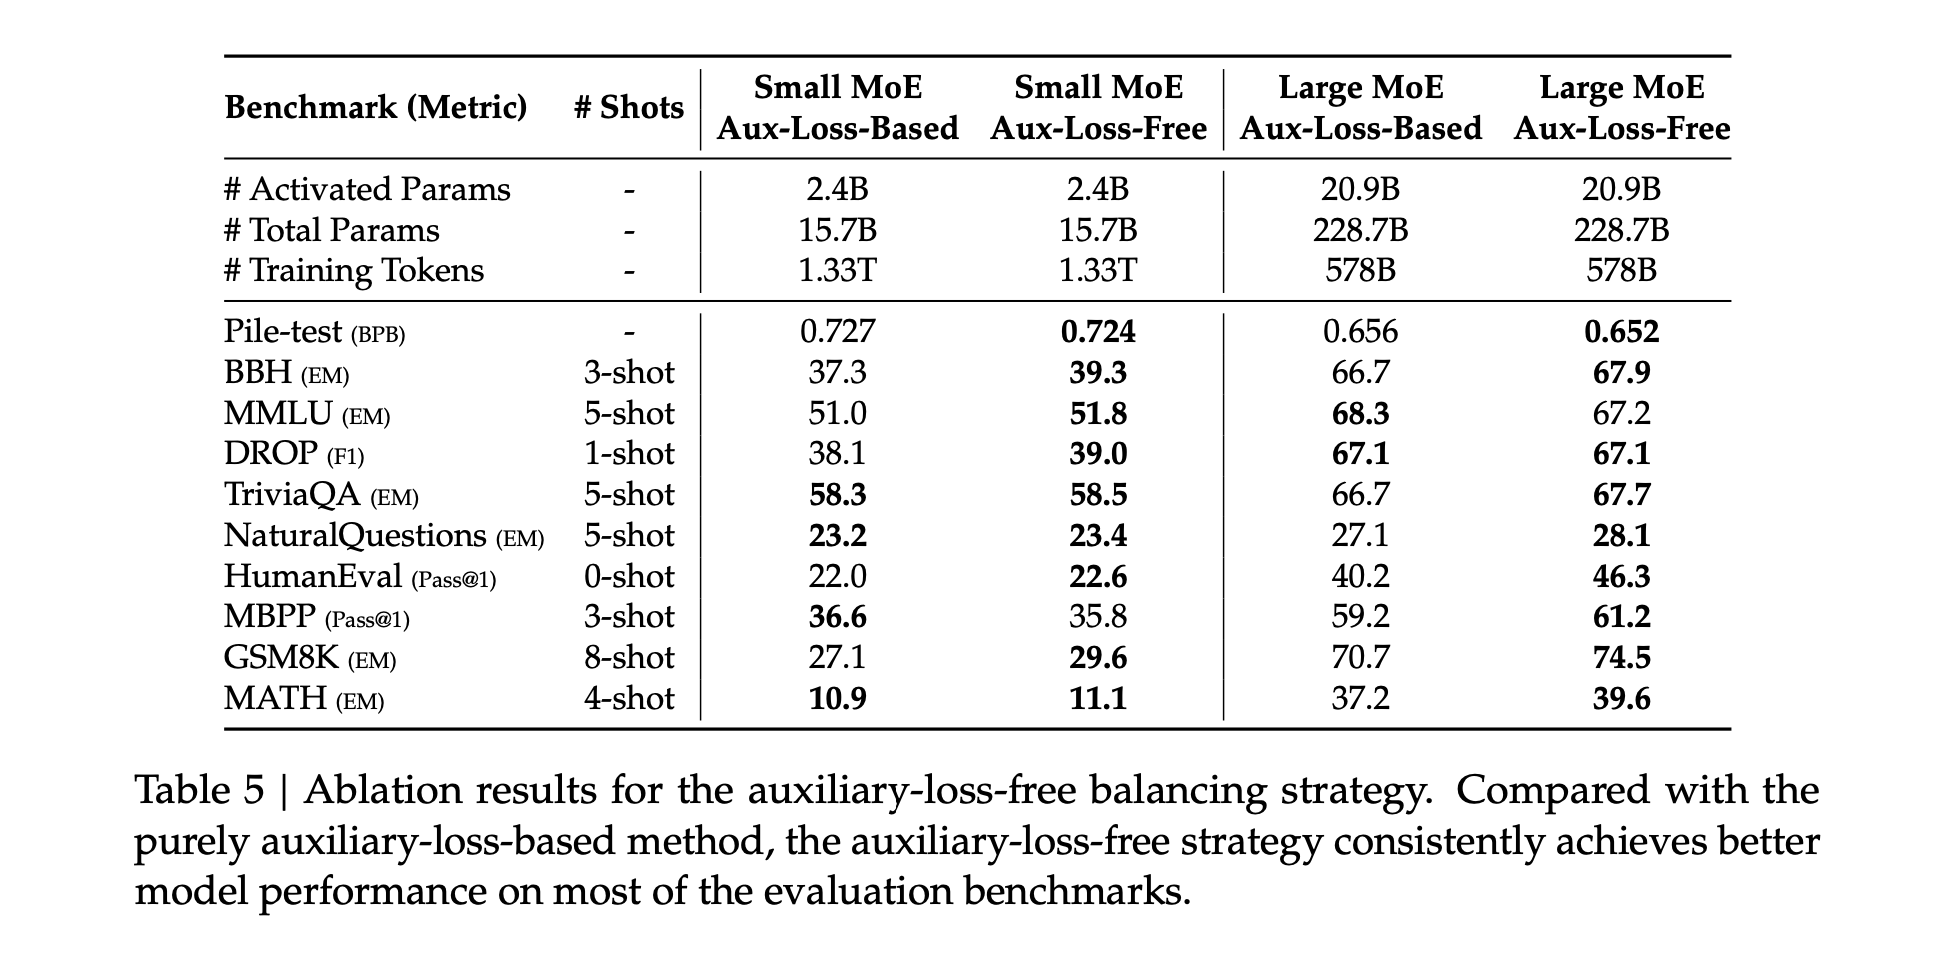 Benchmark (Metric) # Shots Small MoE Aux-Loss-Based Small MoE Aux-Loss-Free Large MoE Aux-Loss-Based Large MoE Aux-Loss-Free
# Activated Params - 2.4B 2.4B 20.9B 20.9B
# Total Params - 15.7B 15.7B 228.7B 228.7B
# Training Tokens - 1.33T 1.33T 578B 578B
Pile-test (BPB) - 0.727 0.724 0.656 0.652
BBH (EM) 3-shot 37.3 39.3 66.7 67.9
MMLU (EM) 5-shot 51.0 51.8 68.3 67.2
DROP (F1) 1-shot 38.1 39.0 67.1 67.1
TriviaQA (EM) 5-shot 58.3 58.5 66.7 67.7
NaturalQuestions (EM) 5-shot 23.2 23.4 27.1 28.1
HumanEval (Pass@1) 0-shot 22.0 22.6 40.2 46.3
MBPP (Pass@1) 3-shot 36.6 35.8 59.2 61.2
GSM8K (EM) 8-shot 27.1 29.6 70.7 74.5
MATH (EM) 4-shot 10.9 11.1 37.2 39.6
Table 5 | Ablation results for the auxiliary-loss-free balancing strategy. Compared with the
purely auxiliary-loss-based method, the auxiliary-loss-free strategy consistently achieves better
model performance on most of the evaluation benchmarks.